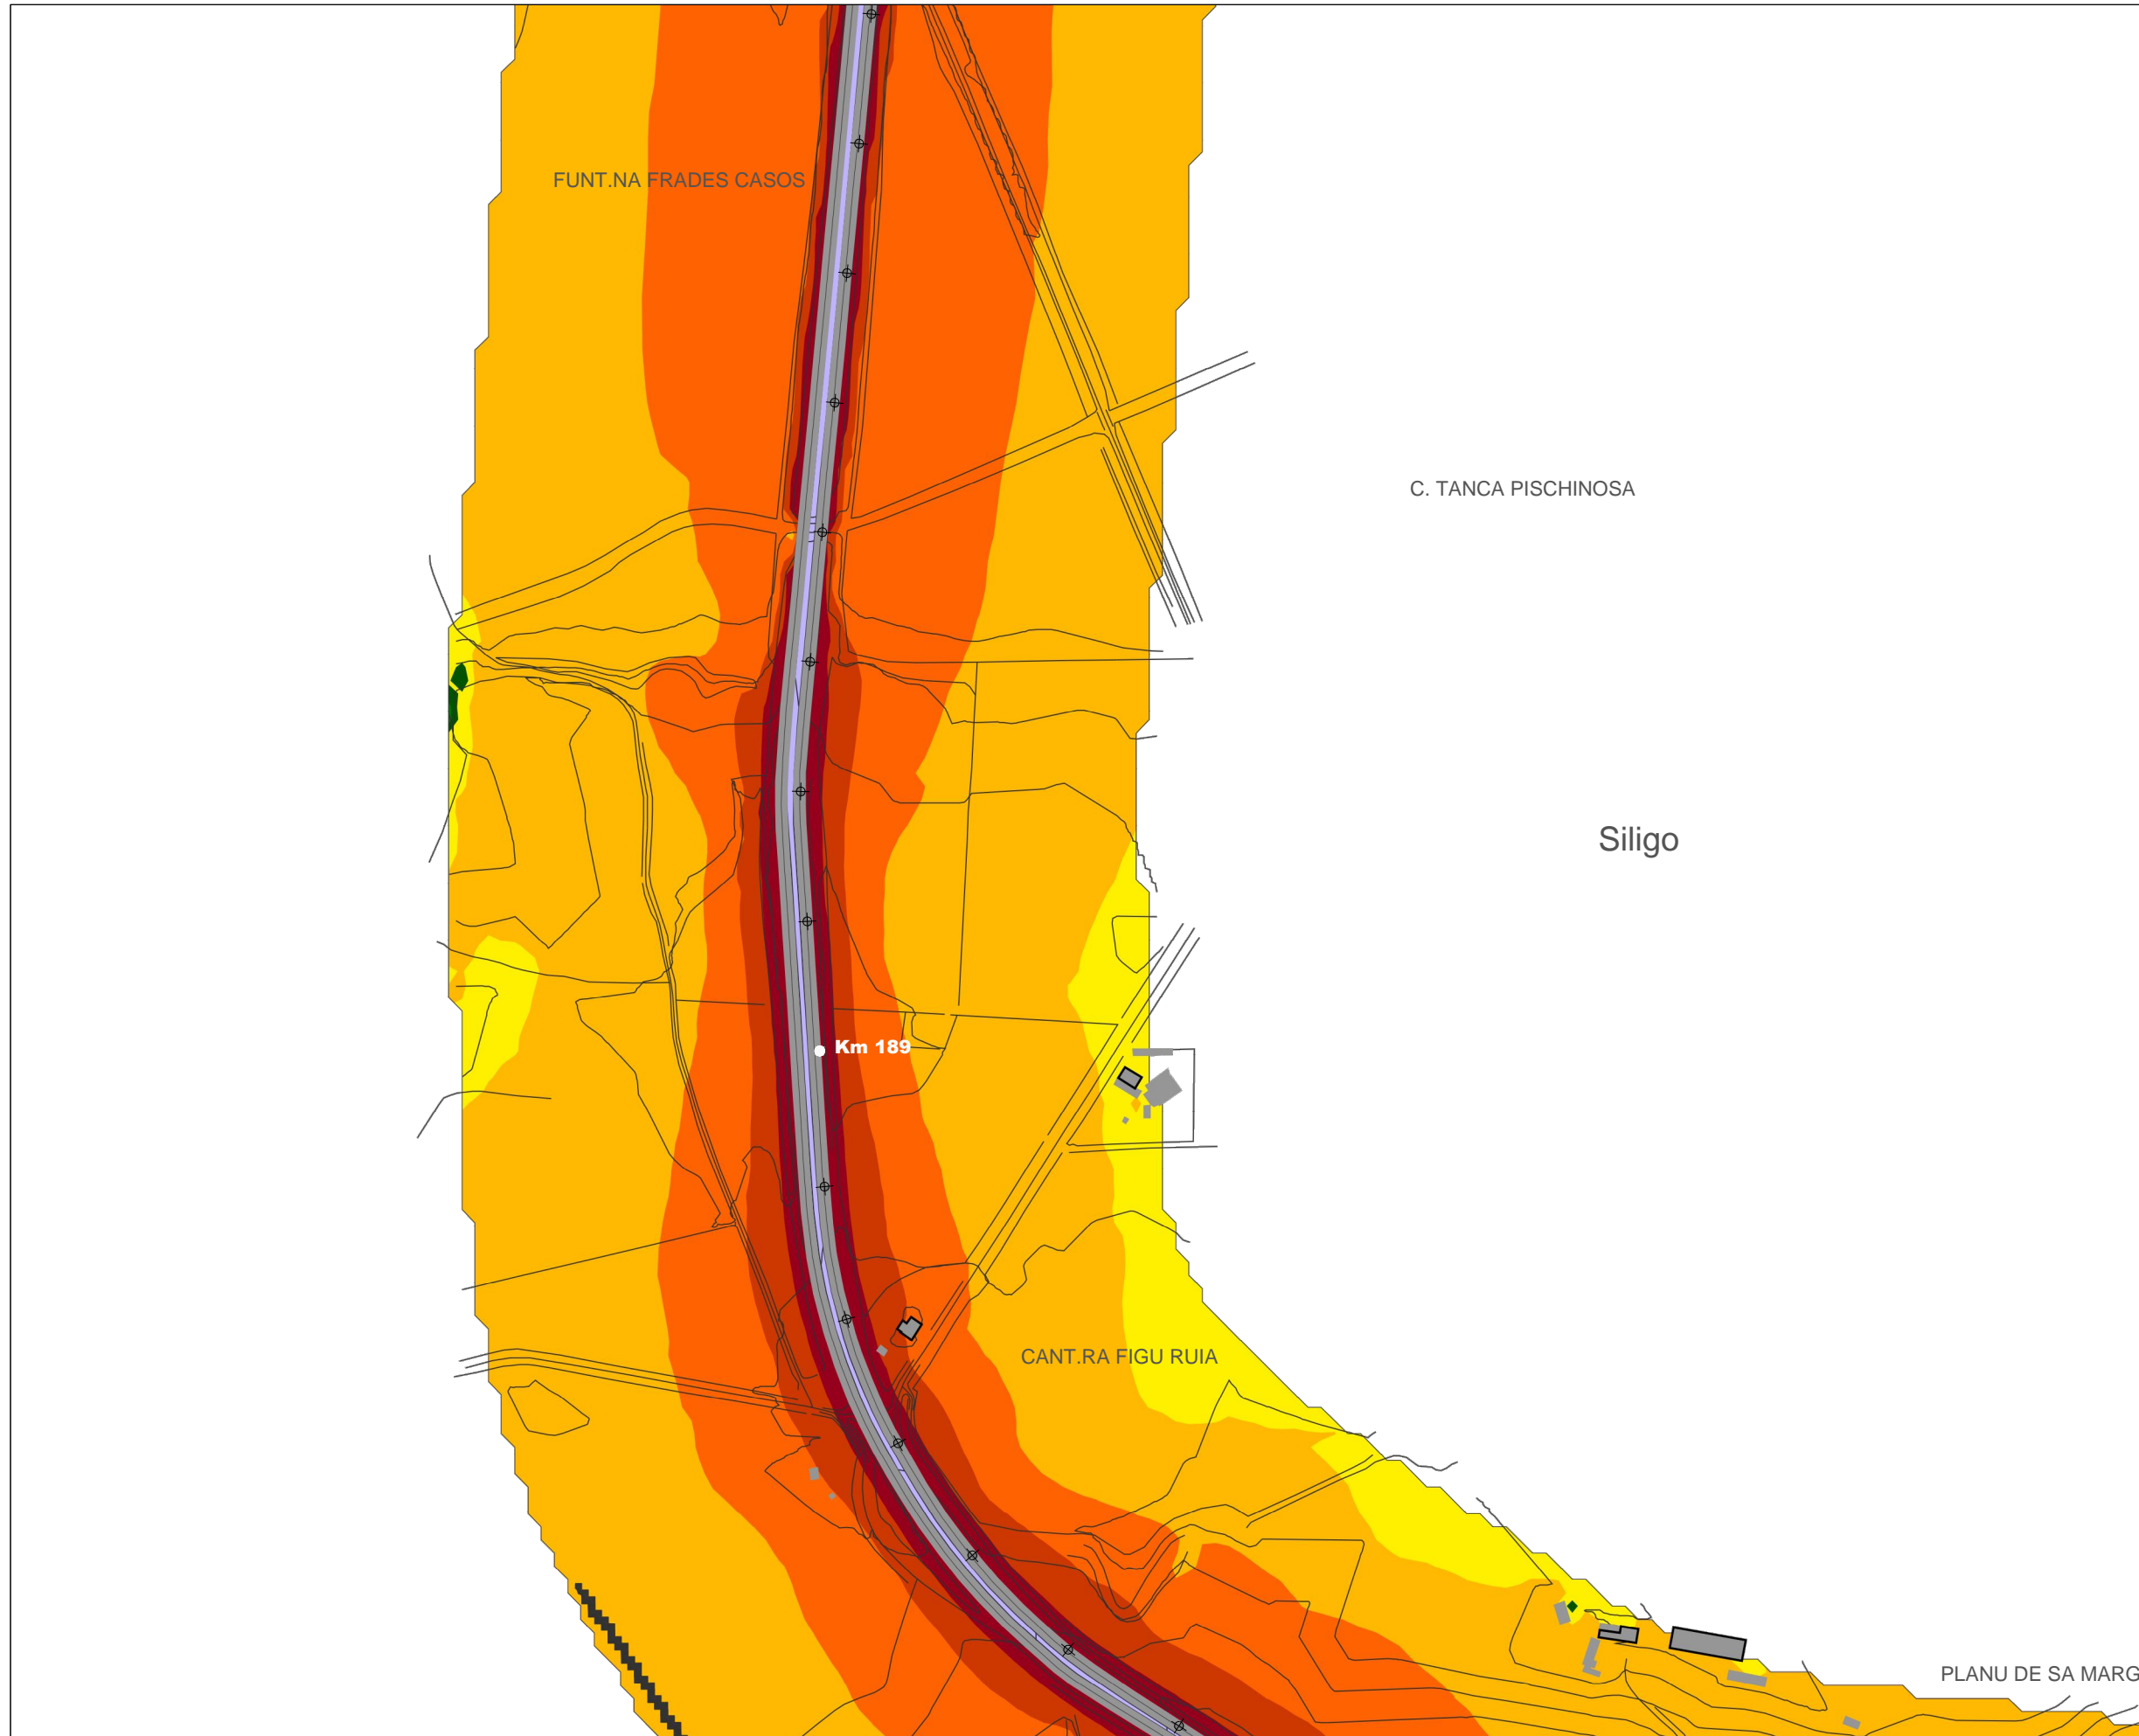 FUNT.NA FRADES CASOS
C. TANCA PISCHINOSA
Siligo
Km 189
CANT.RA FIGU RUIA
PLANU DE SA MARG